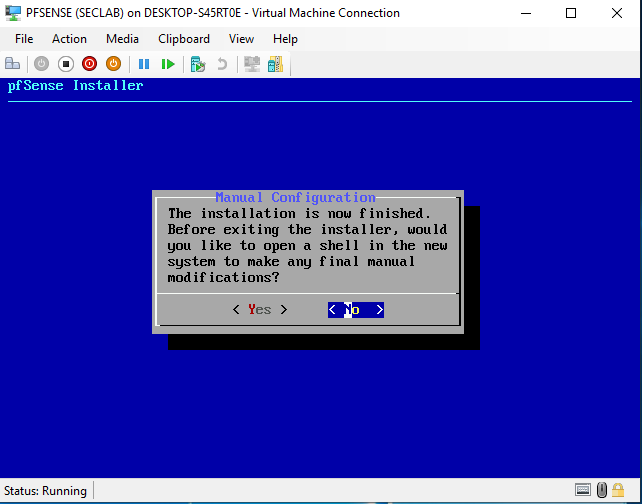 PFSENSE (SECLAB) on DESKTOP-S45RT0E - Virtual Machine Connection
File Action Media Clipboard View Help
pfSense Installer
Manual Configuration
The installation is now finished.
Before exiting the installer, would
you like to open a shell in the new
system to make any final manual
modifications?
< Yes > < No >
Status: Running